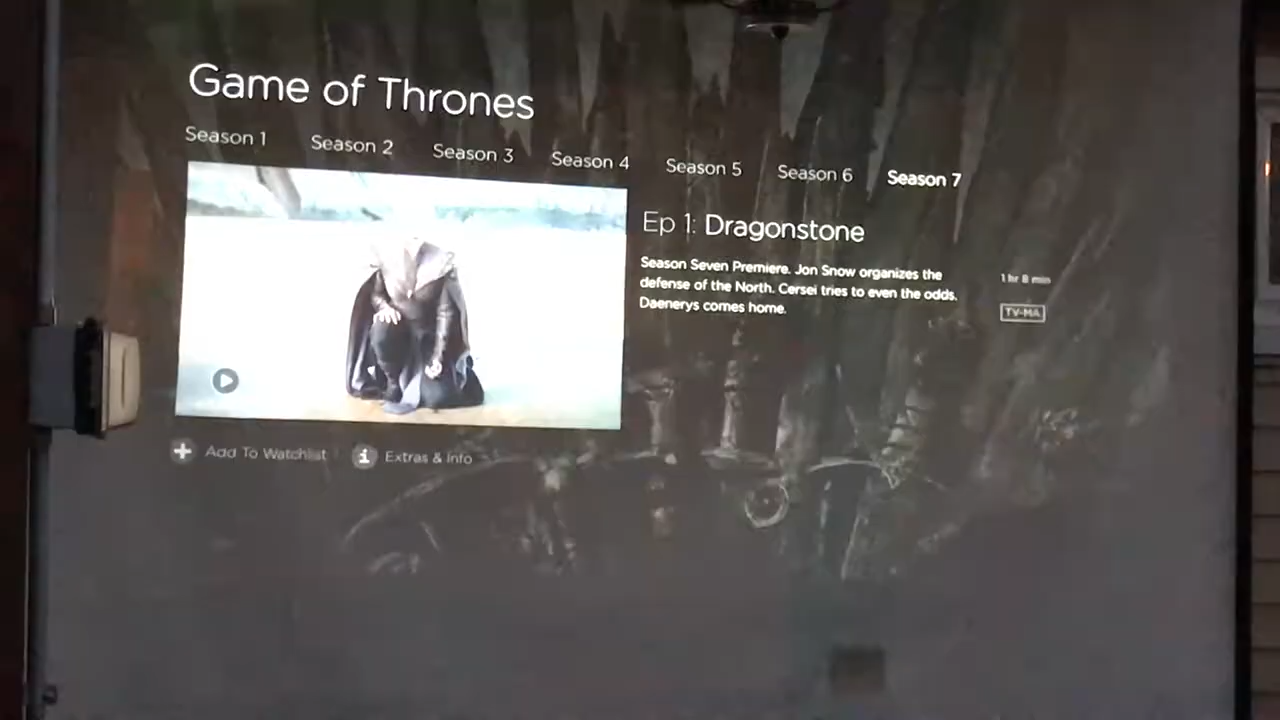 Game of Thrones
Season 1 Season 2 Season 3 Season 4 Season 5 Season 6 Season 7
Ep 1: Dragonstone
Season Seven Premiere. Jon Snow organizes the
defense of the North. Cersei tries to even the odds.
Daenerys comes home.
1 hr 8 min
TV-MA
Add To Watchlist
Extras & Info